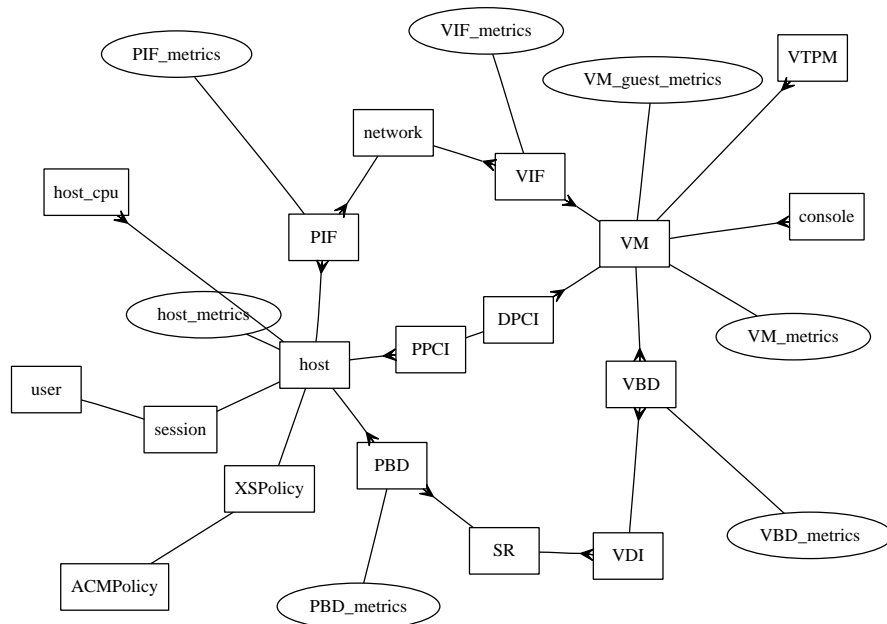 VIF_metrics
PIF_metrics
VTPM
VM_guest_metrics
network
VIF
host_cpu
console
PIF
VM
host_metrics
DPCI
VM_metrics
PPCI
host
VBD
user
session
PBD
XSPolicy
VBD_metrics
SR
VDI
ACMPolicy
PBD_metrics